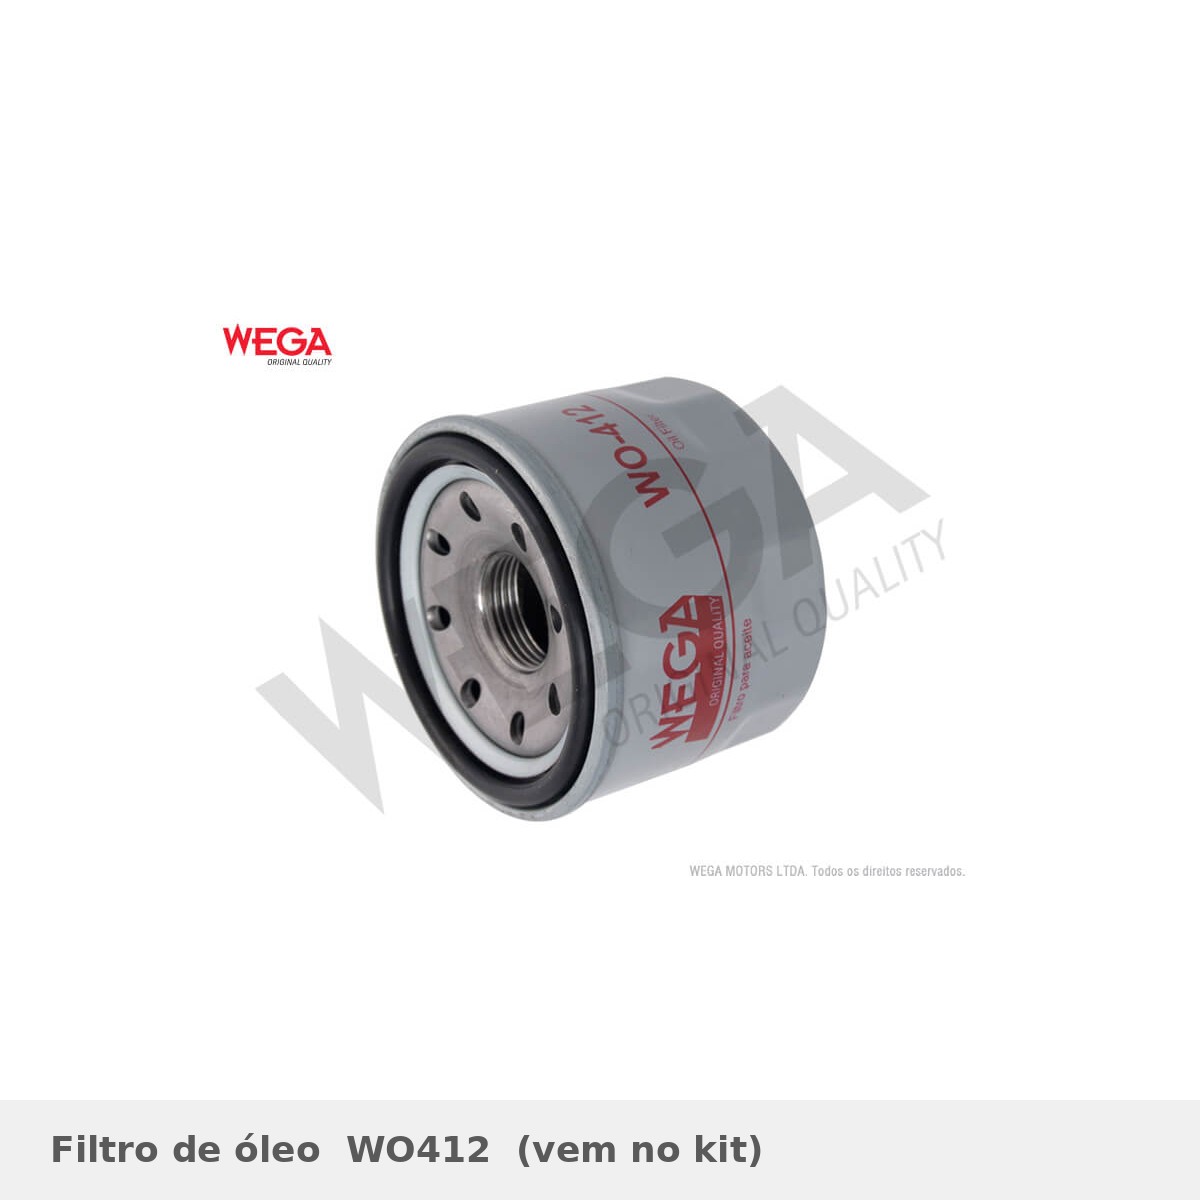 WEGA
ORIGINAL QUALITY
WO-412
Oil Filter
WEGA
ORIGINAL QUALITY
Filtro para aceite
WEGA
ORIGINAL QUALITY
WEGA MOTORS LTDA. Todos os direitos reservados.
Filtro de óleo WO412 (vem no kit)